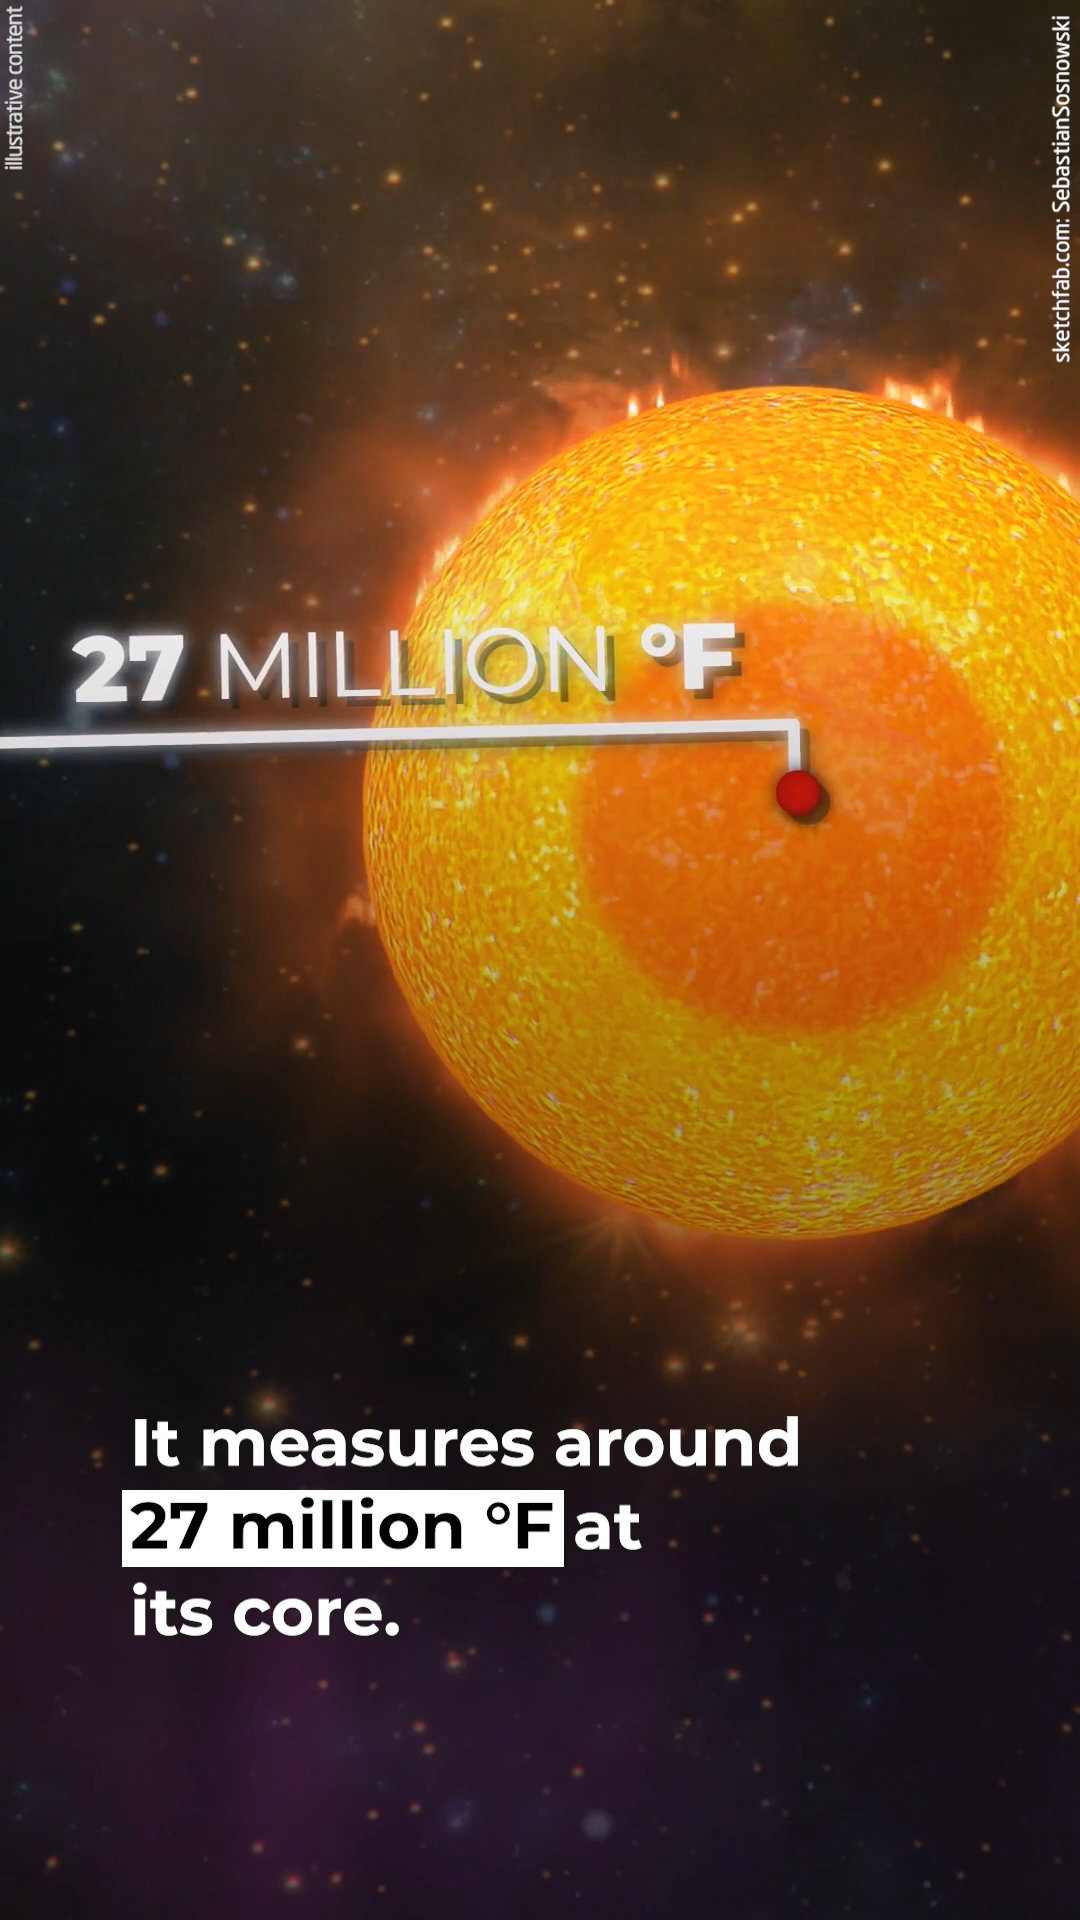 illustrative content
sketchfab.com: SebastianSosnowski
27 MILLION °F
It measures around
27 million °F at
its core.